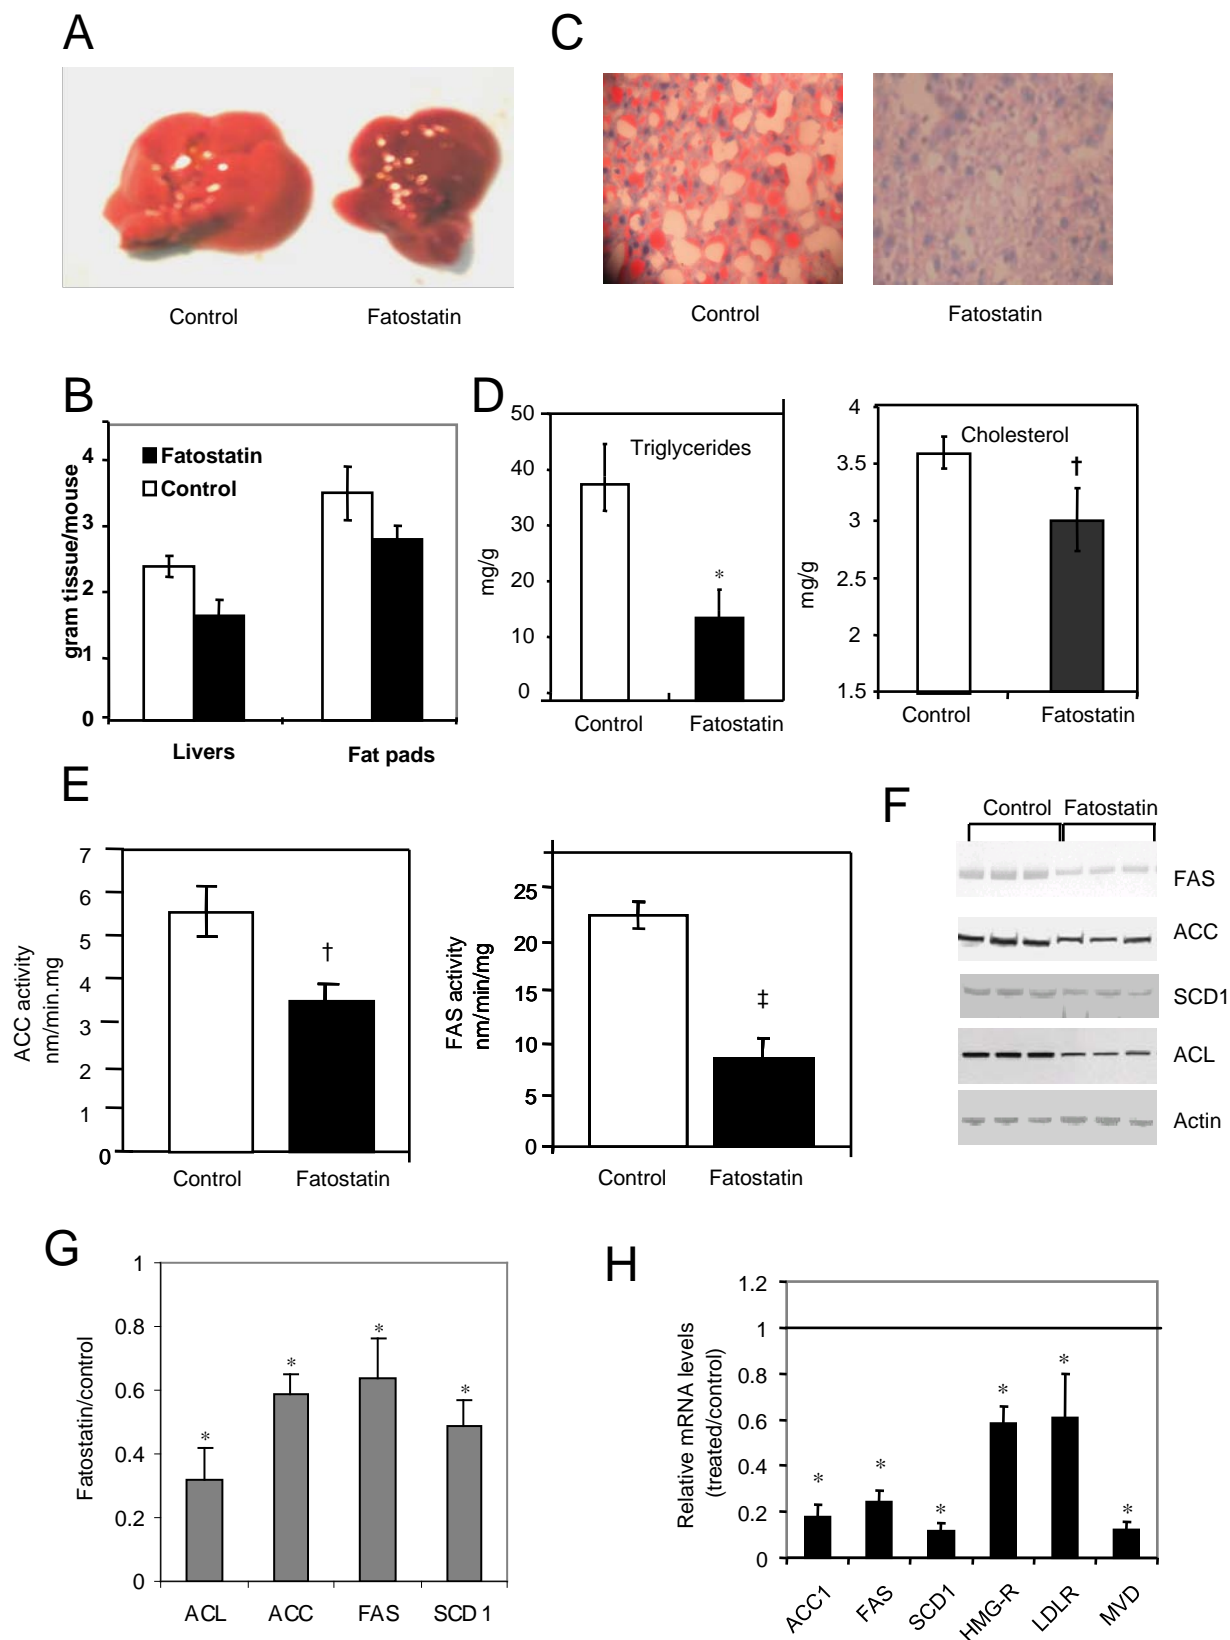 A
Control
Fatostatin
C
Control
Fatostatin
B
gram tissue/mouse
4
3
2
1
0
Fatostatin
Control
Livers
Fat pads
D
mg/g
50
40
30
20
10
0
Triglycerides
*
Control
Fatostatin
mg/g
4
3.5
3
2.5
2
1.5
Cholesterol
†
Control
Fatostatin
E
ACC activity
nm/min.mg
7
6
5
4
3
2
1
0
†
Control
Fatostatin
FAS activity
nm/min/mg
25
20
15
10
5
0
‡
Control
Fatostatin
F
Control Fatostatin
FAS
ACC
SCD1
ACL
Actin
G
Fatostatin/control
1
0.8
0.6
0.4
0.2
0
*
*
*
*
ACL
ACC
FAS
SCD1
H
Relative mRNA levels
(treated/control)
1.2
1
0.8
0.6
0.4
0.2
0
*
*
*
*
*
*
ACC1
FAS
SCD1
HMG-R
LDLR
MVD